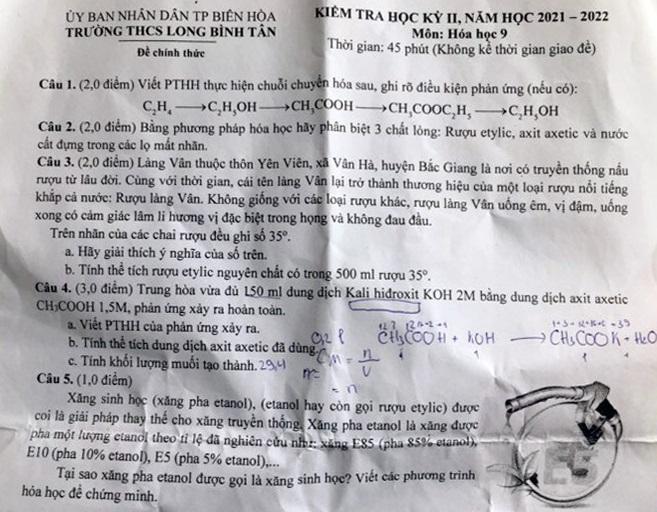 ỦY BAN NHÂN DÂN TP BIÊN HÒA
TRƯỜNG THCS LONG BÌNH TÂN
Đề chính thức
KIỂM TRA HỌC KỲ II, NĂM HỌC 2021 – 2022
Môn: Hóa học 9
Thời gian: 45 phút (Không kể thời gian giao đề)
Câu 1. (2,0 điểm) Viết PTHH thực hiện chuỗi chuyển hóa sau, ghi rõ điều kiện phản ứng (nếu có):
C₂H₄ ⟶ C₂H₅OH ⟶ CH₃COOH ⟶ CH₃COOC₂H₅ ⟶ C₂H₅OH
Câu 2. (2,0 điểm) Bằng phương pháp hóa học hãy phân biệt 3 chất lỏng: Rượu etylic, axit axetic và nước
cất đựng trong các lọ mất nhãn.
Câu 3. (2,0 điểm) Làng Vân thuộc thôn Yên Viên, xã Vân Hà, huyện Bắc Giang là nơi có truyền thống nấu
rượu từ lâu đời. Cùng với thời gian, cái tên làng Vân lại trở thành thương hiệu của một loại rượu nổi tiếng
khắp cả nước: Rượu làng Vân. Không giống với các loại rượu khác, rượu làng Vân uống êm, vị đậm, uống
xong có cảm giác lâm li hương vị đặc biệt trong họng và không đau đầu.
Trên nhãn của các chai rượu đều ghi số 35º.
a. Hãy giải thích ý nghĩa của số trên.
b. Tính thể tích rượu etylic nguyên chất có trong 500 ml rượu 35º.
Câu 4. (3,0 điểm) Trung hòa vừa đủ 150 ml dung dịch Kali hiđroxit KOH 2M bằng dung dịch axit axetic
CH₃COOH 1,5M, phản ứng xảy ra hoàn toàn.
a. Viết PTHH của phản ứng xảy ra.
b. Tính thể tích dung dịch axit axetic đã dùng.
c. Tính khối lượng muối tạo thành. 29,4
0,2 l
CM = n/V
m=
= n
CH₃COOH + KOH ⟶ CH₃COOK + H₂O
1 1 1 1
Câu 5. (1,0 điểm)
Xăng sinh học (xăng pha etanol), (etanol hay còn gọi rượu etylic) được
coi là giải pháp thay thế cho xăng truyền thống. Xăng pha etanol là xăng được
pha một lượng etanol theo tỉ lệ đã nghiên cứu như: xăng E85 (pha 85% etanol),
E10 (pha 10% etanol), E5 (pha 5% etanol),...
Tại sao xăng pha etanol được gọi là xăng sinh học? Viết các phương trình
hóa học để chứng minh.
E5